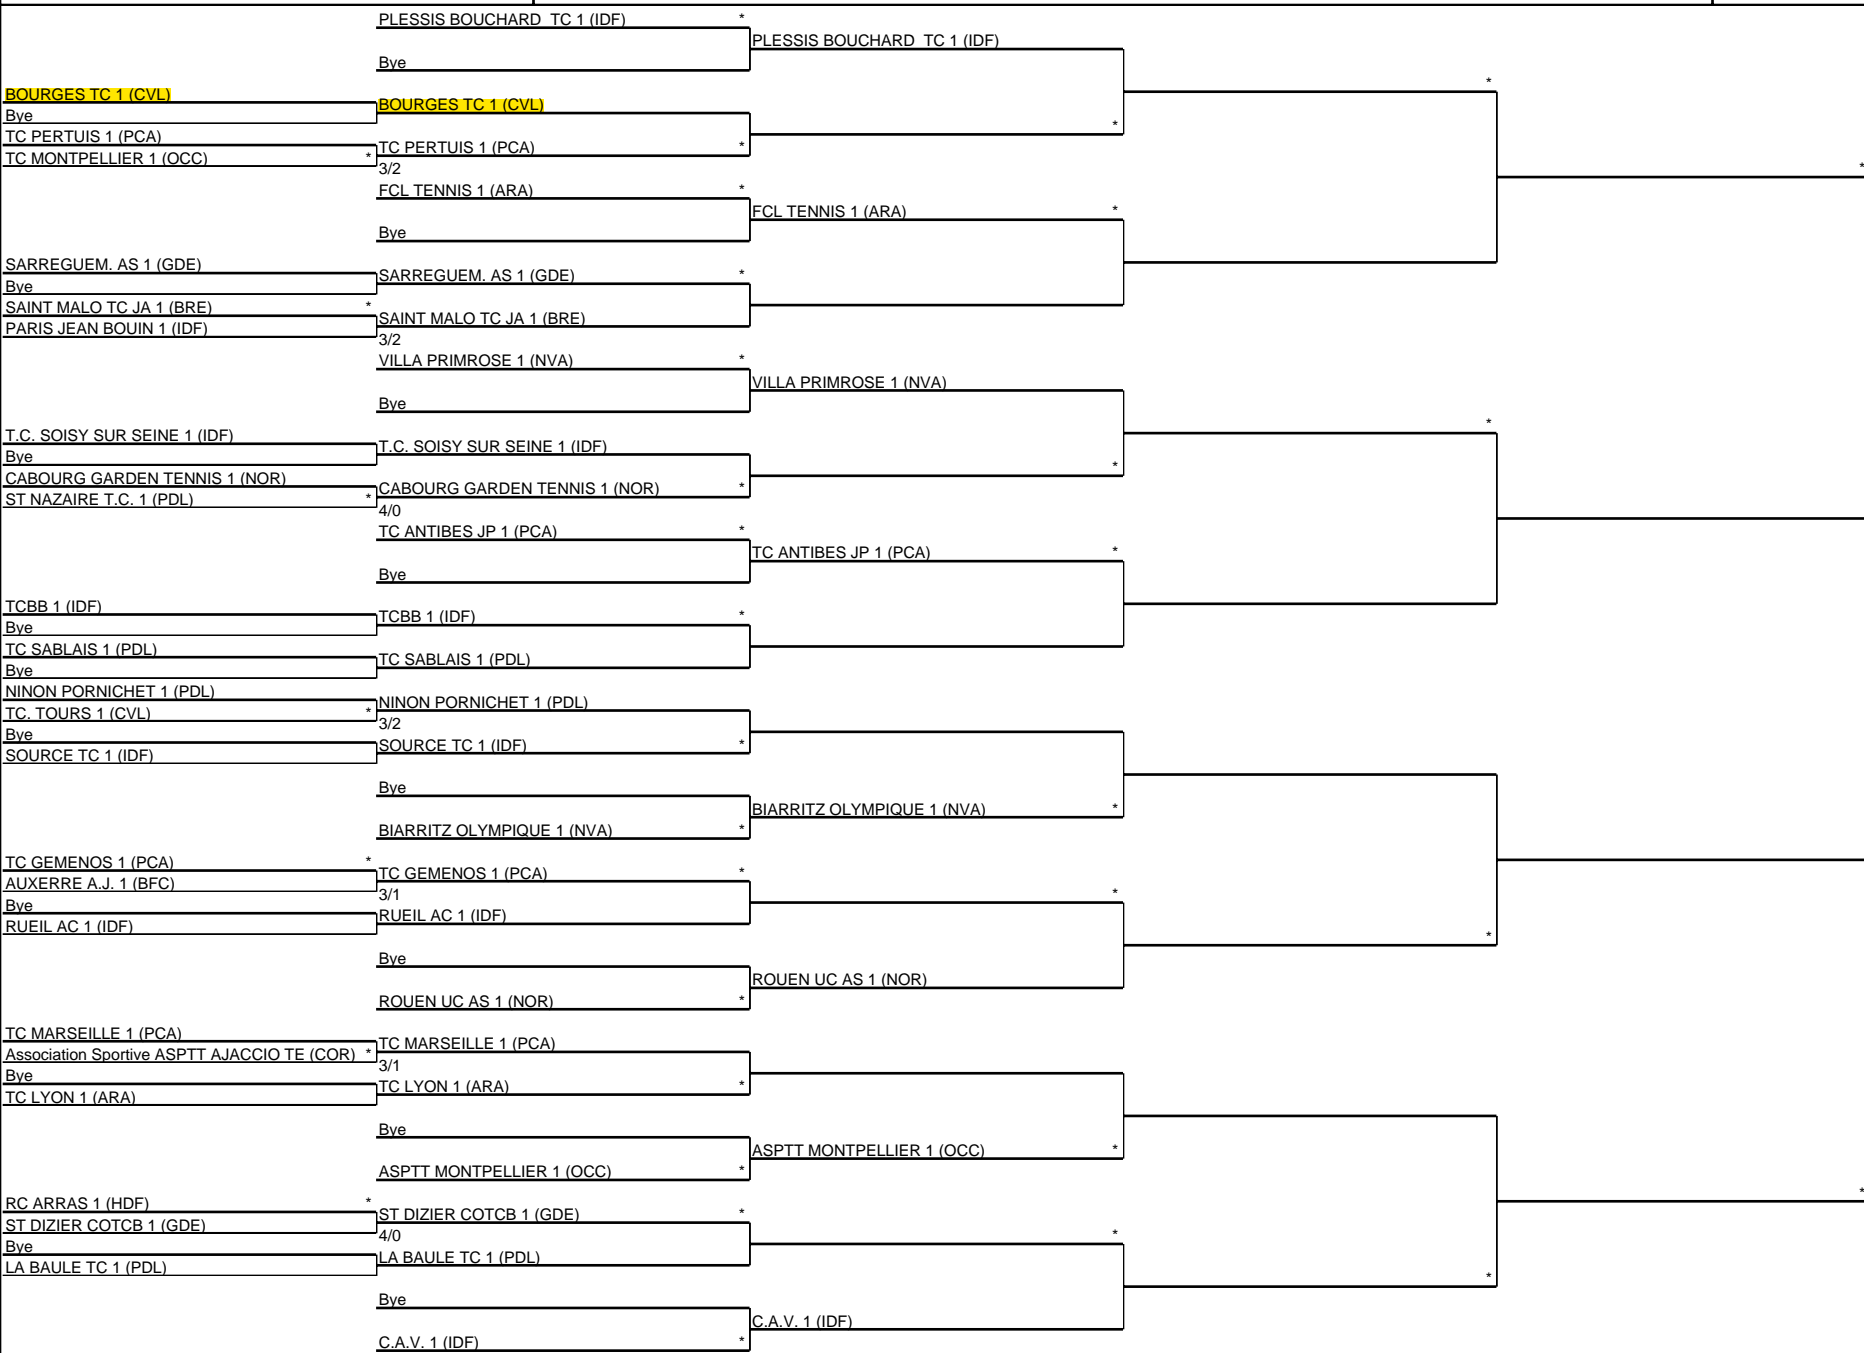 PLESSIS BOUCHARD  TC 1 (IDF) *
PLESSIS BOUCHARD  TC 1 (IDF)
Bye
*
BOURGES TC 1 (CVL)
BOURGES TC 1 (CVL)
Bye
*
TC PERTUIS 1 (PCA)
TC PERTUIS 1 (PCA) *
TC MONTPELLIER 1 (OCC) *
3/2
*
FCL TENNIS 1 (ARA) *
FCL TENNIS 1 (ARA) *
Bye
SARREGUEM. AS 1 (GDE)
SARREGUEM. AS 1 (GDE) *
Bye
SAINT MALO TC JA 1 (BRE) *
SAINT MALO TC JA 1 (BRE)
PARIS JEAN BOUIN 1 (IDF)
3/2
VILLA PRIMROSE 1 (NVA) *
VILLA PRIMROSE 1 (NVA)
Bye
*
T.C. SOISY SUR SEINE 1 (IDF)
T.C. SOISY SUR SEINE 1 (IDF)
Bye
*
CABOURG GARDEN TENNIS 1 (NOR)
CABOURG GARDEN TENNIS 1 (NOR) *
ST NAZAIRE T.C. 1 (PDL) *
4/0
TC ANTIBES JP 1 (PCA) *
TC ANTIBES JP 1 (PCA) *
Bye
TCBB 1 (IDF)
TCBB 1 (IDF) *
Bye
TC SABLAIS 1 (PDL)
TC SABLAIS 1 (PDL)
Bye
NINON PORNICHET 1 (PDL)
NINON PORNICHET 1 (PDL)
TC. TOURS 1 (CVL) *
3/2
Bye
SOURCE TC 1 (IDF) *
SOURCE TC 1 (IDF)
Bye
BIARRITZ OLYMPIQUE 1 (NVA) *
BIARRITZ OLYMPIQUE 1 (NVA) *
TC GEMENOS 1 (PCA) *
TC GEMENOS 1 (PCA) *
AUXERRE A.J. 1 (BFC)
3/1
*
Bye
RUEIL AC 1 (IDF)
RUEIL AC 1 (IDF)
*
Bye
ROUEN UC AS 1 (NOR)
ROUEN UC AS 1 (NOR) *
TC MARSEILLE 1 (PCA)
TC MARSEILLE 1 (PCA)
Association Sportive ASPTT AJACCIO TE (COR) *
3/1
Bye
TC LYON 1 (ARA) *
TC LYON 1 (ARA)
Bye
ASPTT MONTPELLIER 1 (OCC) *
ASPTT MONTPELLIER 1 (OCC) *
*
RC ARRAS 1 (HDF) *
ST DIZIER COTCB 1 (GDE) *
ST DIZIER COTCB 1 (GDE)
4/0
*
Bye
LA BAULE TC 1 (PDL)
LA BAULE TC 1 (PDL)
*
Bye
C.A.V. 1 (IDF)
C.A.V. 1 (IDF) *